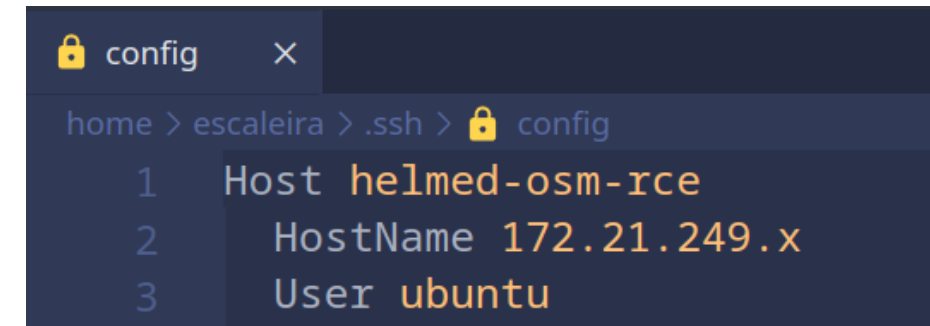 config ×
home > escaleira > .ssh > config
1 Host helmed-osm-rce
2 HostName 172.21.249.x
3 User ubuntu